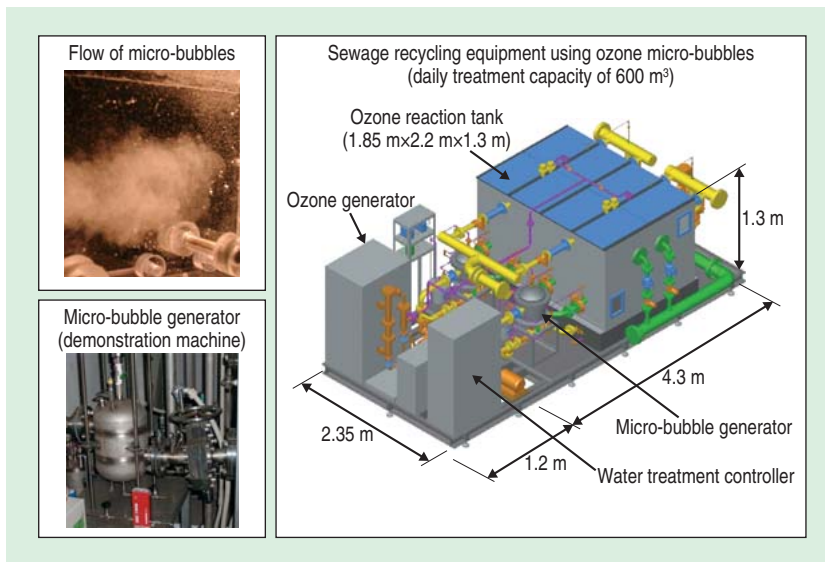 Flow of micro-bubbles
Micro-bubble generator
(demonstration machine)
Sewage recycling equipment using ozone micro-bubbles
(daily treatment capacity of 600 m³)
Ozone reaction tank
(1.85 m×2.2 m×1.3 m)
Ozone generator
1.3 m
4.3 m
Micro-bubble generator
2.35 m
1.2 m
Water treatment controller